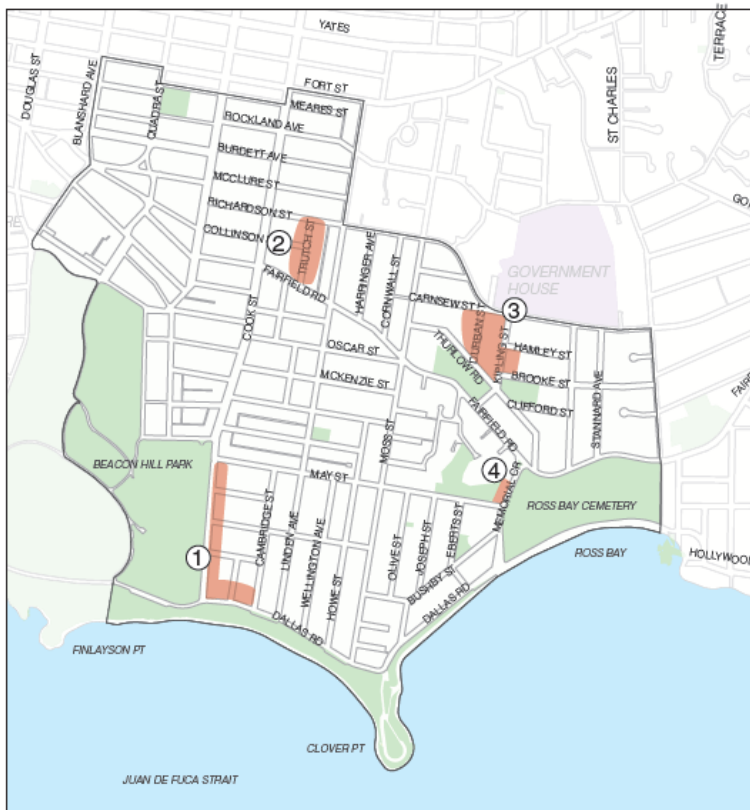 YATES
TERRACE
DOUGLAS ST
BLANSHARD AVE
QUADRA ST
FORT ST
MEARES ST
ST CHARLES
ROCKLAND AVE
BURDETT AVE
MCCLURE ST
RICHARDSON ST
COLLINSON
2
TRUTCH ST
FAIRFIELD RD
HARRINGER AVE
CORNWALL ST
GOVERNMENT
HOUSE
CARNSEW ST
3
DURBAN ST
KIPLING ST
HAMLEY ST
BROOKE ST
CLIFFORD ST
STANNARD AVE
COOK ST
OSCAR ST
MCKENZIE ST
THURLOW RD
FAIRFIELD RD
MOSS ST
BEACON HILL PARK
MAY ST
4
MEMORIAL CR
ROSS BAY CEMETERY
ROSS BAY
HOLLYWOOD
1
CAMBRIDGE ST
LINDEN AVE
WELLINGTON AVE
HOWE ST
OLIVE ST
JOSEPH ST
EBERTS ST
BUSHBY ST
DALLAS RD
DALLAS RD
FINLAYSON PT
CLOVER PT
JUAN DE FUCA STRAIT